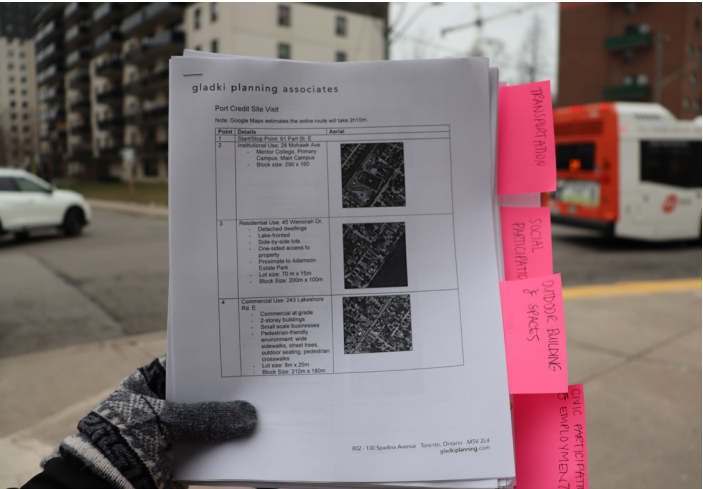 gladki planning associates
Port Credit Site Visit
Note: Google Maps estimates the entire route will take 2h10m.
Point Details Aerial
1 Start/Stop Point: 91 Port St. E
2 Institutional Use: 26 Mohawk Ave
- Mentor College, Primary
Campus, Main Campus
- Block size: 290 x 160
3 Residential Use: 45 Wenonah Dr.
- Detached dwellings
- Lake-fronted
- Side-by-side lots
- One-sided access to
property
- Proximate to Adamson
Estate Park
- Lot size: 70 m x 15m
- Block Size: 200m x 100m
4 Commercial Use: 243 Lakeshore
Rd. E
- Commercial at grade
- 2-storey buildings
- Small scale businesses
- Pedestrian-friendly
environment: wide
sidewalks, street trees,
outdoor seating, pedestrian
crosswalks
- Lot size: 8m x 25m
- Block Size: 212m x 180m
802 - 130 Spadina Avenue Toronto, Ontario M5V 2L4
gladkiplanning.com
TRANSPORTATION
SOCIAL
PARTICIPATIO
OUTDOOR BUILDING
& SPACES
CIVIC PARTICIPATI
& EMPLOYMENT